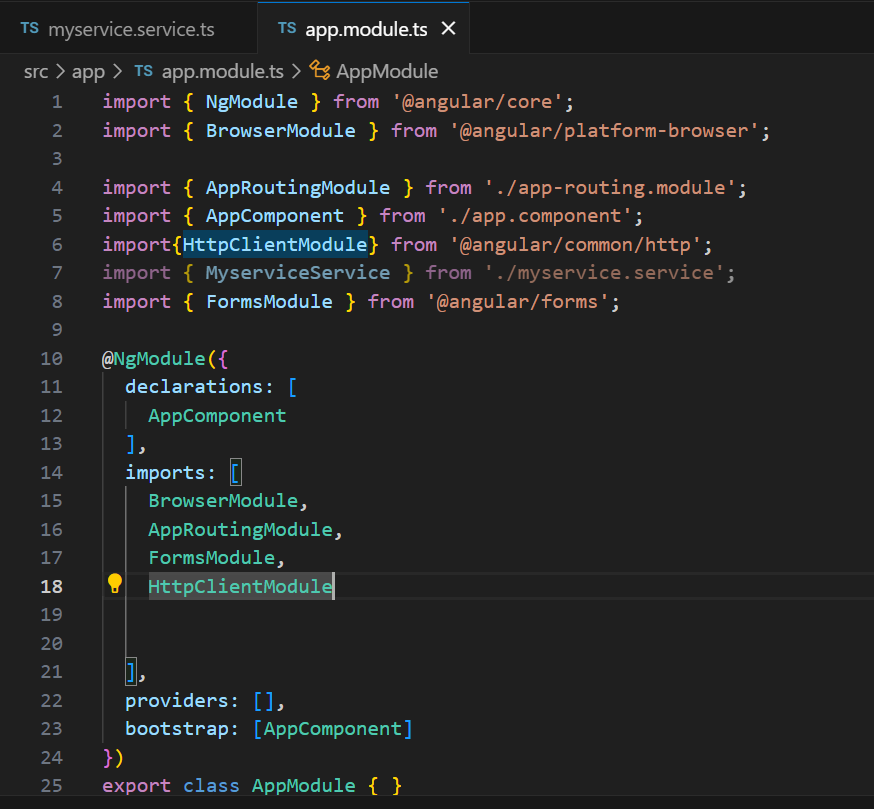 TS myservice.service.ts TS app.module.ts ×
src > app > TS app.module.ts > AppModule
1 import { NgModule } from '@angular/core';
2 import { BrowserModule } from '@angular/platform-browser';
3
4 import { AppRoutingModule } from './app-routing.module';
5 import { AppComponent } from './app.component';
6 import{HttpClientModule} from '@angular/common/http';
7 import { MyserviceService } from './myservice.service';
8 import { FormsModule } from '@angular/forms';
9
10 @NgModule({
11   declarations: [
12     AppComponent
13   ],
14   imports: [
15     BrowserModule,
16     AppRoutingModule,
17     FormsModule,
18     HttpClientModule
19
20
21   ],
22   providers: [],
23   bootstrap: [AppComponent]
24 })
25 export class AppModule { }